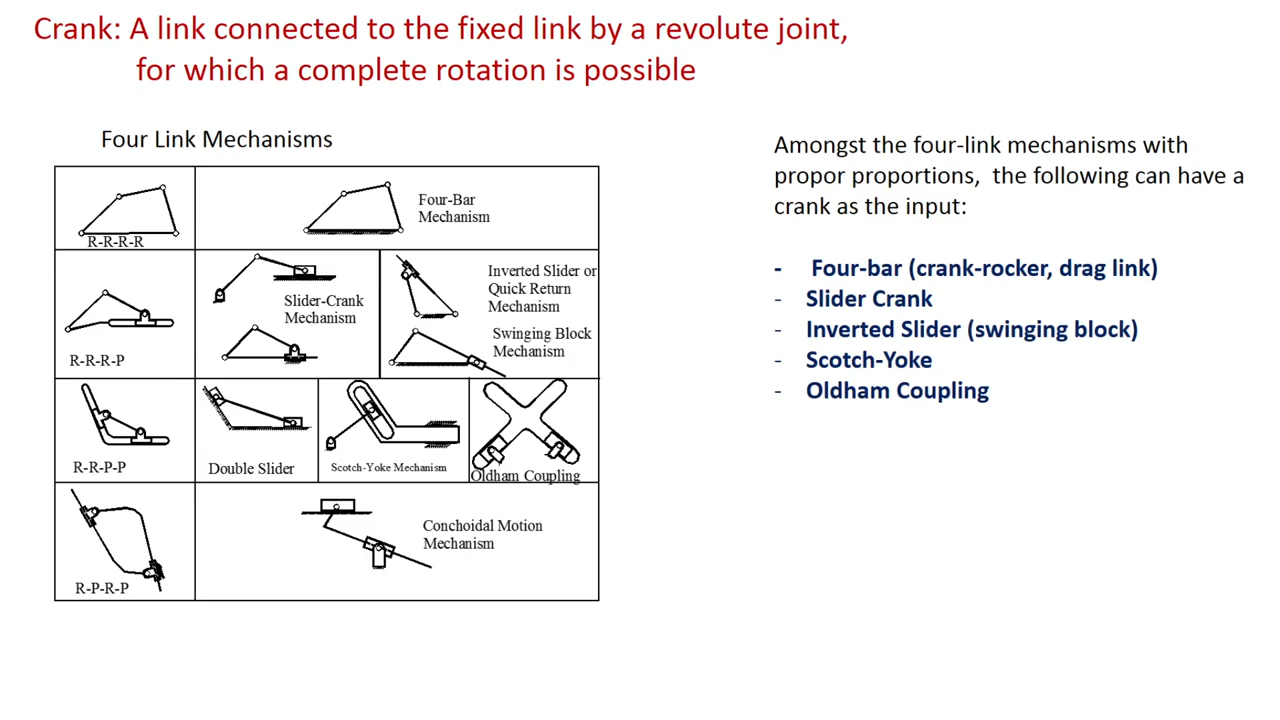 Crank: A link connected to the fixed link by a revolute joint,
for which a complete rotation is possible
Four Link Mechanisms
R-R-R-R
Four-Bar
Mechanism
R-R-R-P
Slider-Crank
Mechanism
Inverted Slider or
Quick Return
Mechanism
Swinging Block
Mechanism
R-R-P-P
Double Slider
Scotch-Yoke Mechanism
Oldham Coupling
R-P-R-P
Conchoidal Motion
Mechanism
Amongst the four-link mechanisms with
propor proportions, the following can have a
crank as the input:
- Four-bar (crank-rocker, drag link)
- Slider Crank
- Inverted Slider (swinging block)
- Scotch-Yoke
- Oldham Coupling